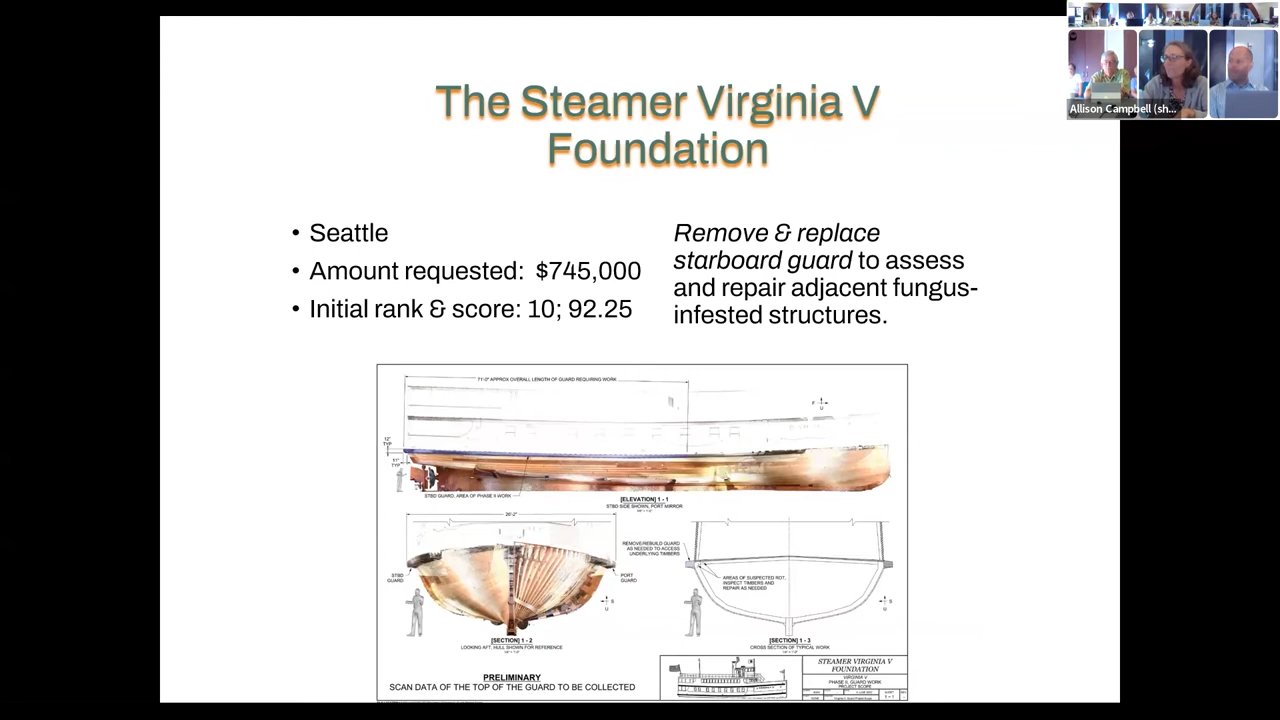 The Steamer Virginia V
Foundation
• Seattle
• Amount requested: $745,000
• Initial rank & score: 10; 92.25
Remove & replace
starboard guard to assess
and repair adjacent fungus-
infested structures.
Allison Campbell (sh...
71'-0" APPROX OVERALL LENGTH OF GUARD REQUIRING WORK
12"
TYP
11"
TYP
STBD GUARD, AREA OF PHASE II WORK
[ELEVATION] 1 - 1
STBD SIDE SHOWN, PORT MIRROR
26'-2"
STBD
GUARD
PORT
GUARD
[SECTION] 1 - 2
LOOKING AFT, HULL SHOWN FOR REFERENCE
REMOVE/REBUILD GUARD
AS NEEDED TO ACCESS
UNDERLYING TIMBERS
AREAS OF SUSPECTED ROT,
INSPECT TIMBERS AND
REPAIR AS NEEDED
[SECTION] 1 - 3
CROSS SECTION OF TYPICAL WORK
PRELIMINARY
SCAN DATA OF THE TOP OF THE GUARD TO BE COLLECTED
STEAMER VIRGINIA V
FOUNDATION
VIRGINIA V
PHASE II, GUARD WORK
PROJECT SCOPE